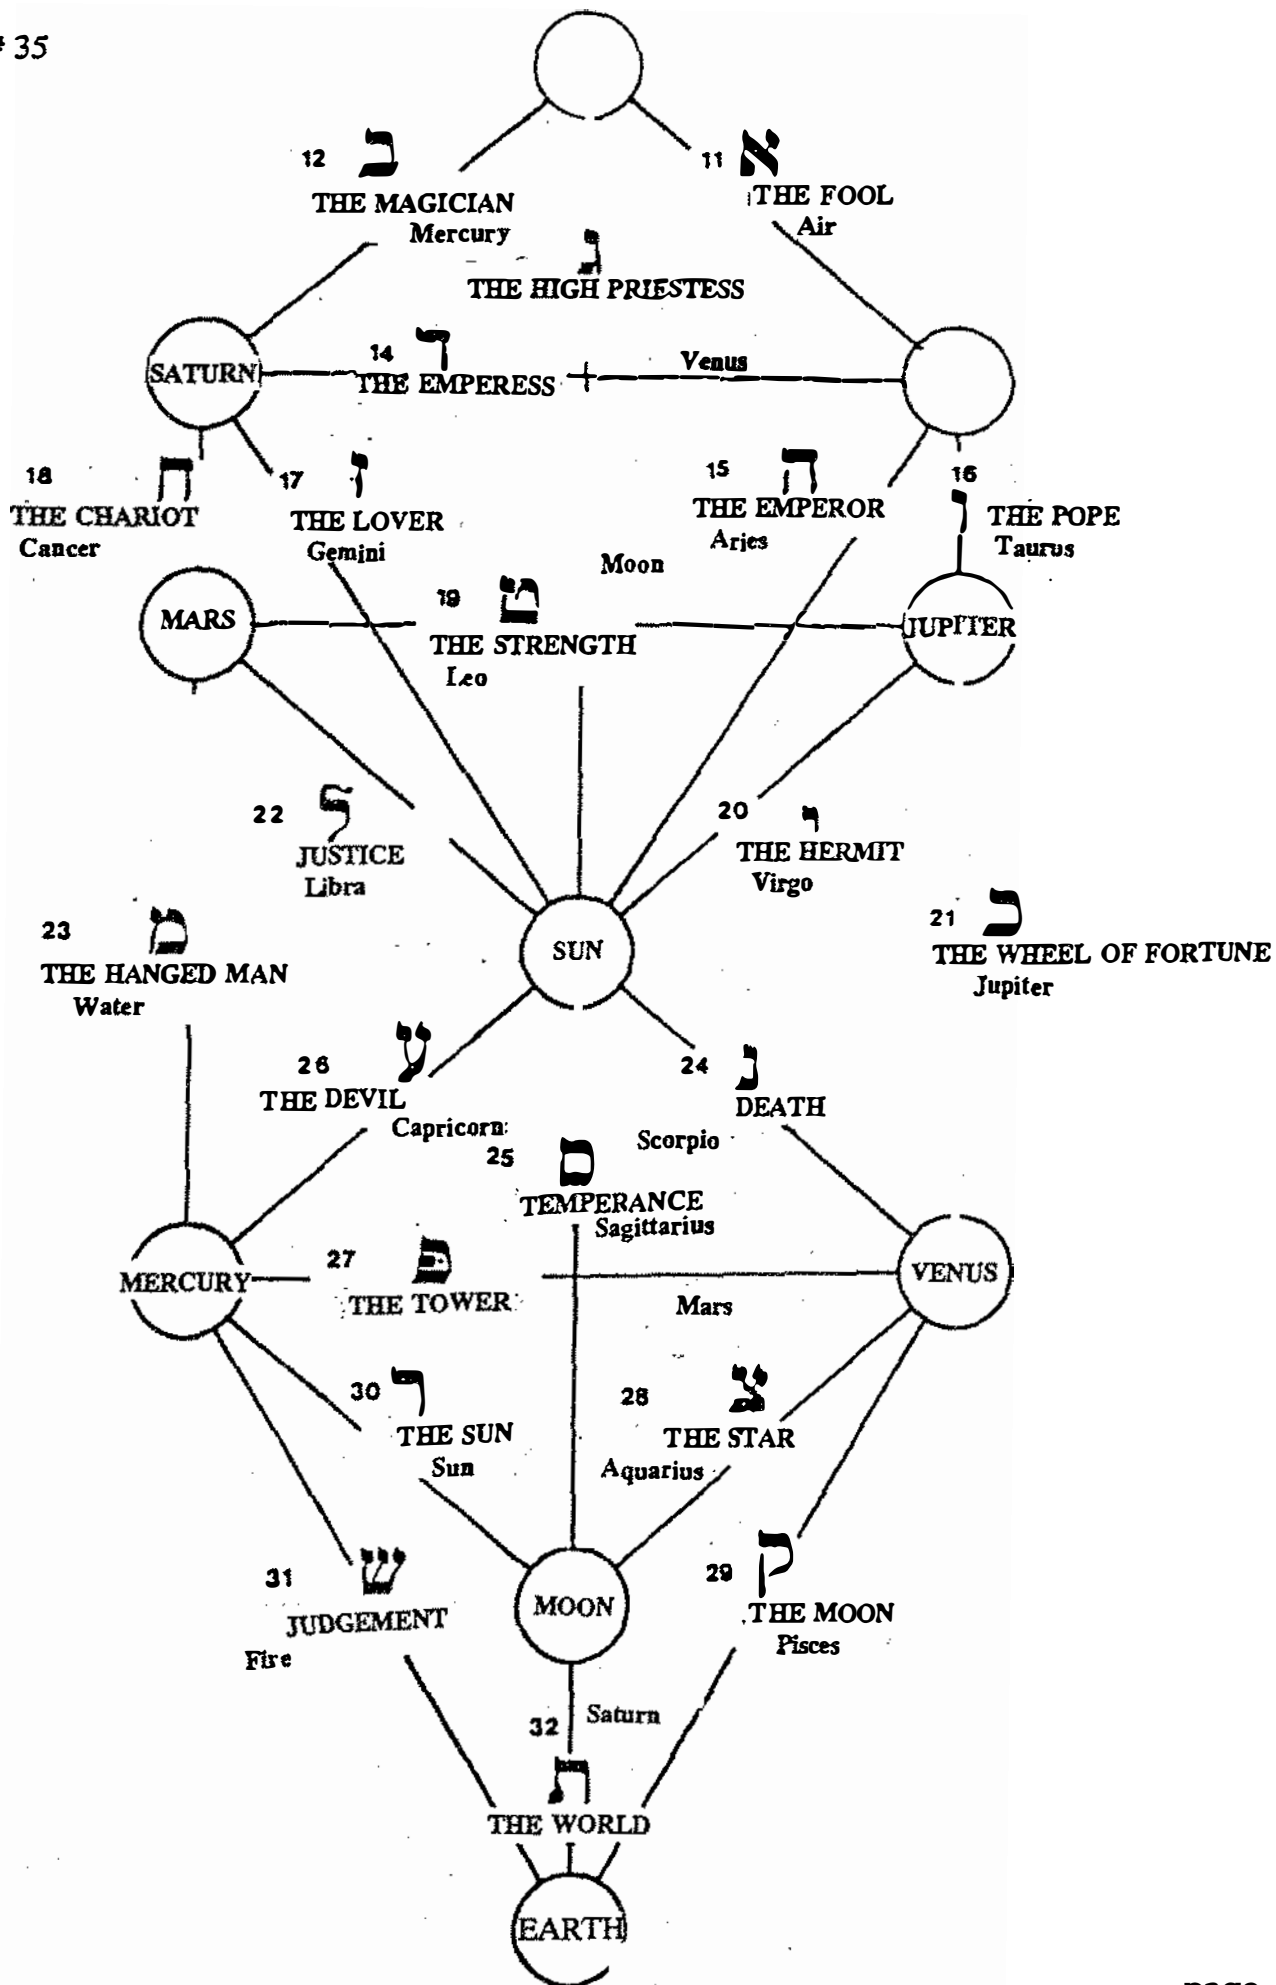 # 35
12 ב
THE MAGICIAN
Mercury
11 א
THE FOOL
Air
ג
THE HIGH PRIESTESS
SATURN
14 ד
THE EMPERESS
Venus
18 ח
THE CHARIOT
Cancer
17 ז
THE LOVER
Gemini
15 ה
THE EMPEROR
Aries
16
ו THE POPE
Taurus
Moon
MARS
19 ט
THE STRENGTH
Leo
JUPITER
22 ל
JUSTICE
Libra
20 י
THE HERMIT
Virgo
23 מ
THE HANGED MAN
Water
SUN
21 כ
THE WHEEL OF FORTUNE
Jupiter
26 ע
THE DEVIL
Capricorn
24 נ
DEATH
Scorpio
25 ם
TEMPERANCE
Sagittarius
MERCURY
27 פ
THE TOWER
Mars
VENUS
30 ר
THE SUN
Sun
28 צ
THE STAR
Aquarius
31 ש
JUDGEMENT
Fire
MOON
29 ק
THE MOON
Pisces
Saturn
32
ת
THE WORLD
EARTH